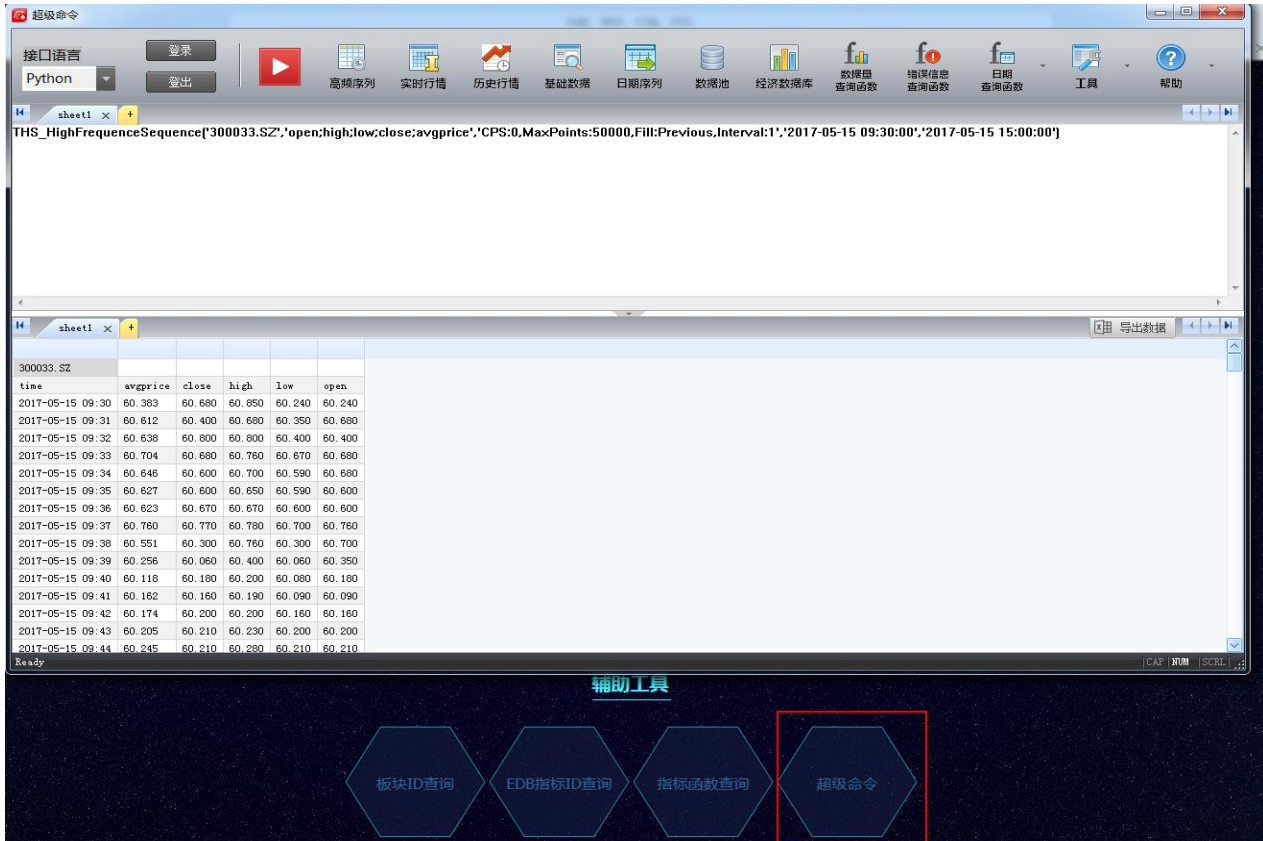 超级命令
接口语言
登录
Python
登出
高频序列
实时行情
历史行情
基础数据
日期序列
数据池
经济数据库
数据量
查询函数
错误信息
查询函数
日期
查询函数
工具
帮助
sheet1 × +
THS_HighFrequenceSequence('300033.SZ','open;high;low;close;avgprice','CPS:0,MaxPoints:50000,Fill:Previous,Interval:1','2017-05-15 09:30:00','2017-05-15 15:00:00')
sheet1 × +
导出数据
300033.SZ
time avgprice close high low open
2017-05-15 09:30 60.383 60.680 60.850 60.240 60.240
2017-05-15 09:31 60.612 60.400 60.680 60.350 60.680
2017-05-15 09:32 60.638 60.800 60.800 60.400 60.400
2017-05-15 09:33 60.704 60.680 60.760 60.670 60.680
2017-05-15 09:34 60.646 60.600 60.700 60.590 60.680
2017-05-15 09:35 60.627 60.600 60.650 60.590 60.600
2017-05-15 09:36 60.623 60.670 60.670 60.600 60.600
2017-05-15 09:37 60.760 60.770 60.780 60.700 60.760
2017-05-15 09:38 60.551 60.300 60.760 60.300 60.700
2017-05-15 09:39 60.256 60.060 60.400 60.060 60.350
2017-05-15 09:40 60.118 60.180 60.200 60.080 60.180
2017-05-15 09:41 60.162 60.160 60.190 60.090 60.090
2017-05-15 09:42 60.174 60.200 60.200 60.160 60.160
2017-05-15 09:43 60.205 60.210 60.230 60.200 60.200
2017-05-15 09:44 60.245 60.210 60.280 60.210 60.210
Ready
CAP NUM SCRL
辅助工具
板块ID查询
EDB指标ID查询
指标函数查询
超级命令